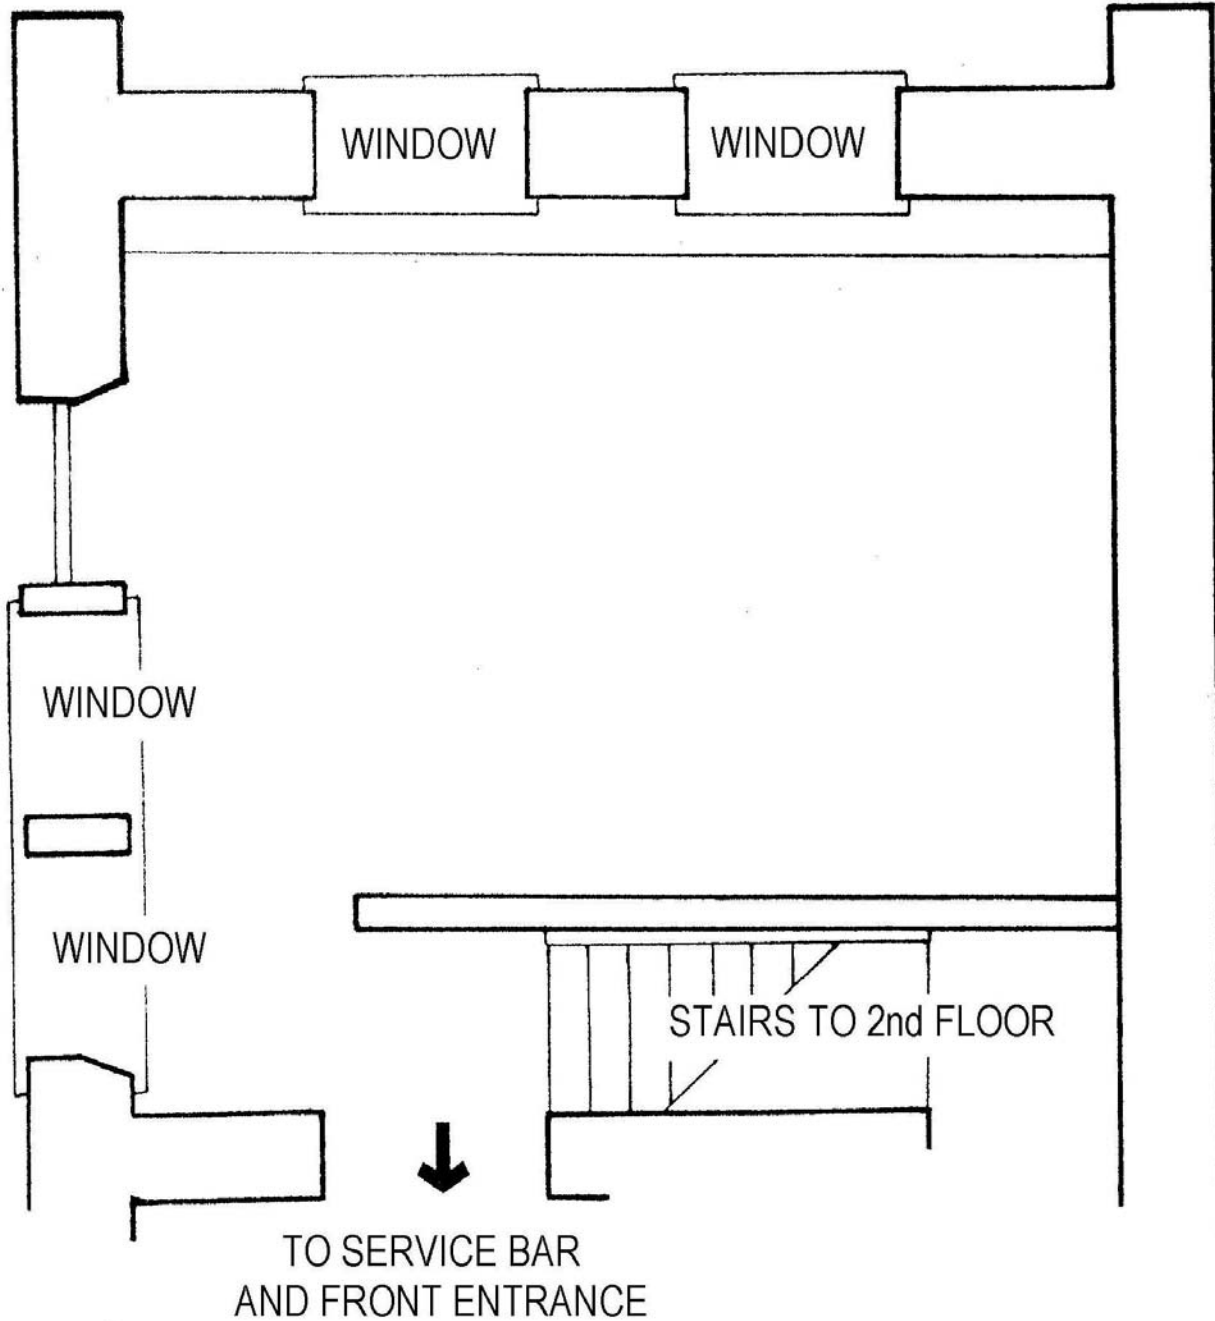 WINDOW
WINDOW
WINDOW
WINDOW
STAIRS TO 2nd FLOOR
TO SERVICE BAR
AND FRONT ENTRANCE